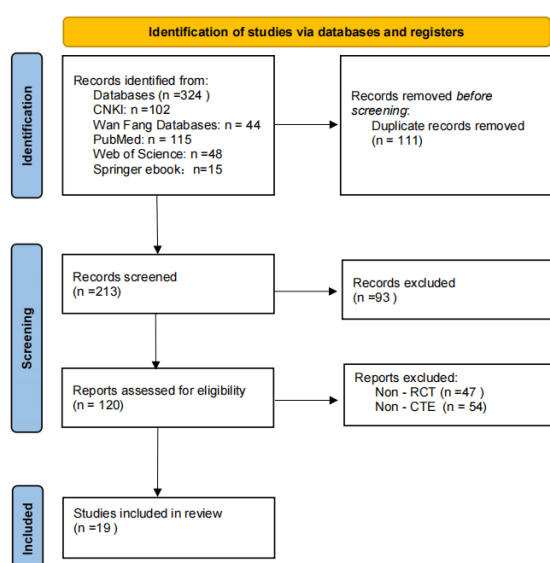 Identification of studies via databases and registers
Identification
Records identified from:
Databases (n =324 )
CNKI: n =102
Wan Fang Databases: n = 44
PubMed: n = 115
Web of Science: n =48
Springer ebook： n=15
Records removed before
screening:
Duplicate records removed
(n = 111)
Screening
Records screened
(n =213)
Records excluded
(n =93 )
Reports assessed for eligibility
(n = 120)
Reports excluded:
Non - RCT (n =47 )
Non - CTE (n = 54)
Included
Studies included in review
(n =19 )